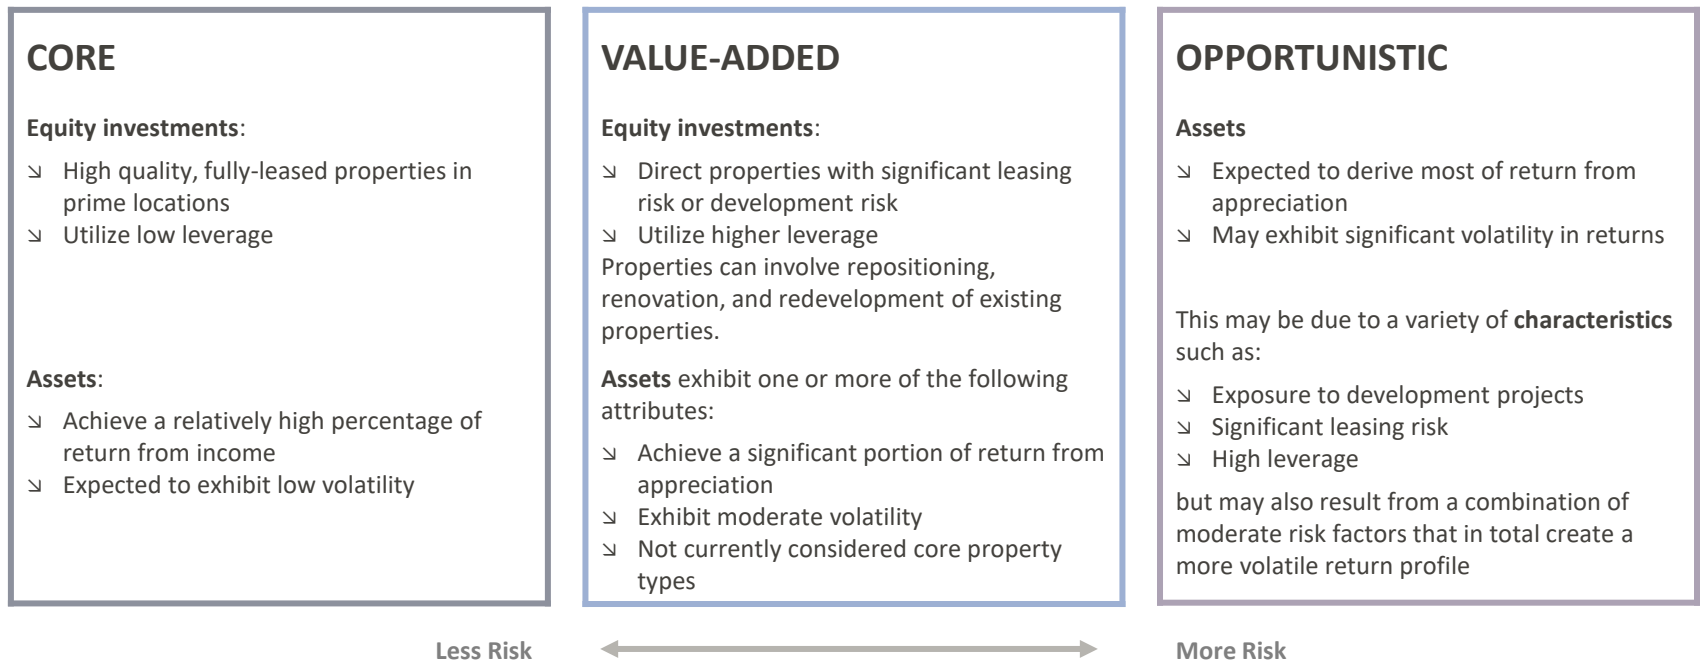 CORE
Equity investments:
↘ High quality, fully-leased properties in
prime locations
↘ Utilize low leverage
Assets:
↘ Achieve a relatively high percentage of
return from income
↘ Expected to exhibit low volatility
VALUE-ADDED
Equity investments:
↘ Direct properties with significant leasing
risk or development risk
↘ Utilize higher leverage
Properties can involve repositioning,
renovation, and redevelopment of existing
properties.
Assets exhibit one or more of the following
attributes:
↘ Achieve a significant portion of return from
appreciation
↘ Exhibit moderate volatility
↘ Not currently considered core property
types
OPPORTUNISTIC
Assets
↘ Expected to derive most of return from
appreciation
↘ May exhibit significant volatility in returns
This may be due to a variety of characteristics
such as:
↘ Exposure to development projects
↘ Significant leasing risk
↘ High leverage
but may also result from a combination of
moderate risk factors that in total create a
more volatile return profile
Less Risk
More Risk